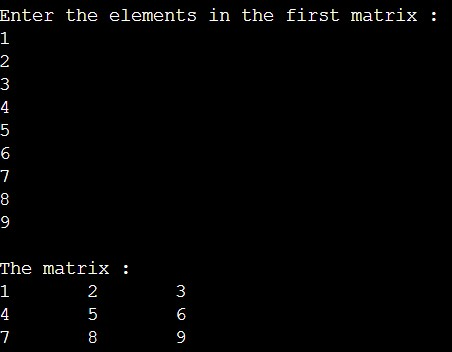 Enter the elements in the first matrix :
1
2
3
4
5
6
7
8
9
The matrix :
1 2 3
4 5 6
7 8 9